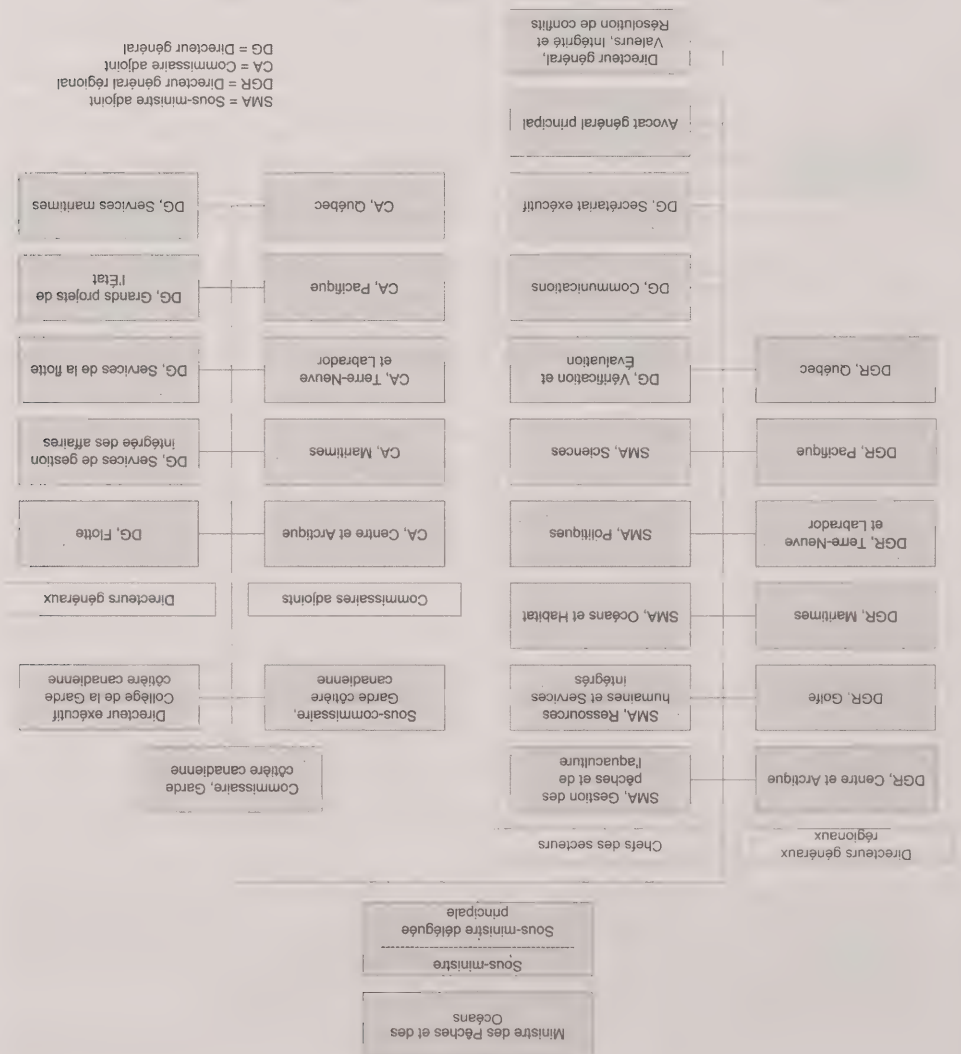 Ministre des Pêches et des
Océans
Sous-ministre
Sous-ministre déléguée
principale
Directeurs généraux
régionaux
DGR, Centre et Arctique
DGR, Golfe
DGR, Maritimes
DGR, Terre-Neuve
et Labrador
DGR, Pacifique
DGR, Québec
Chefs des secteurs
SMA, Gestion des
pêches et de
l'aquaculture
SMA, Ressources
humaines et Services
intégrés
SMA, Océans et Habitat
SMA, Politiques
SMA, Sciences
DG, Vérification et
Évaluation
DG, Communications
DG, Secrétariat exécutif
Avocat général principal
Directeur général,
Valeurs, Intégrité et
Résolution de conflits
Commissaire, Garde
côtière canadienne
Sous-commissaire,
Garde côtière
canadienne
Directeur exécutif
Collège de la Garde
côtière canadienne
Commissaires adjoints
CA, Centre et Arctique
CA, Maritimes
CA, Terre-Neuve
et Labrador
CA, Pacifique
CA, Québec
Directeurs généraux
DG, Flotte
DG, Services de gestion
intégrée des affaires
DG, Services de la flotte
DG, Grands projets de
l'État
DG, Services maritimes
SMA = Sous-ministre adjoint
DGR = Directeur général régional
CA = Commissaire adjoint
DG = Directeur général